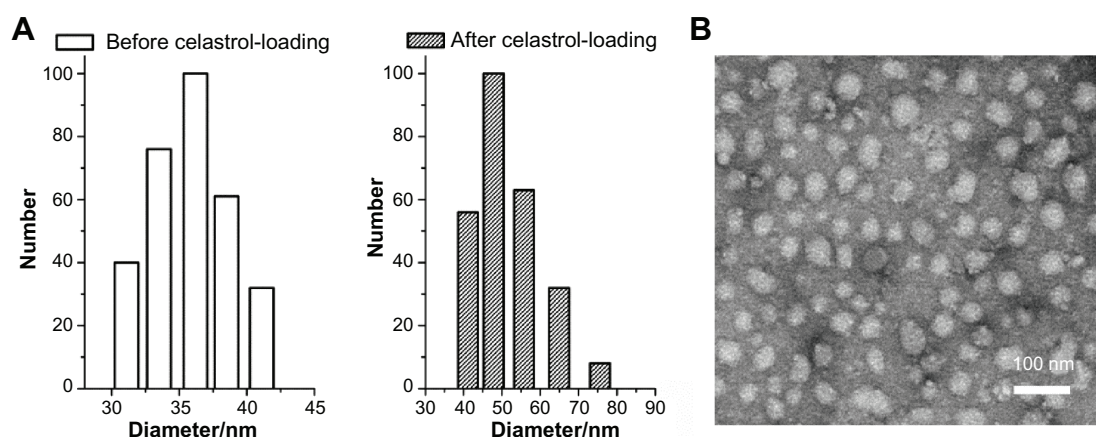 A
Before celastrol-loading
After celastrol-loading
B
Number
100
80
60
40
20
0
30 35 40 45
Diameter/nm
Number
100
80
60
40
20
0
30 40 50 60 70 80 90
Diameter/nm
100 nm